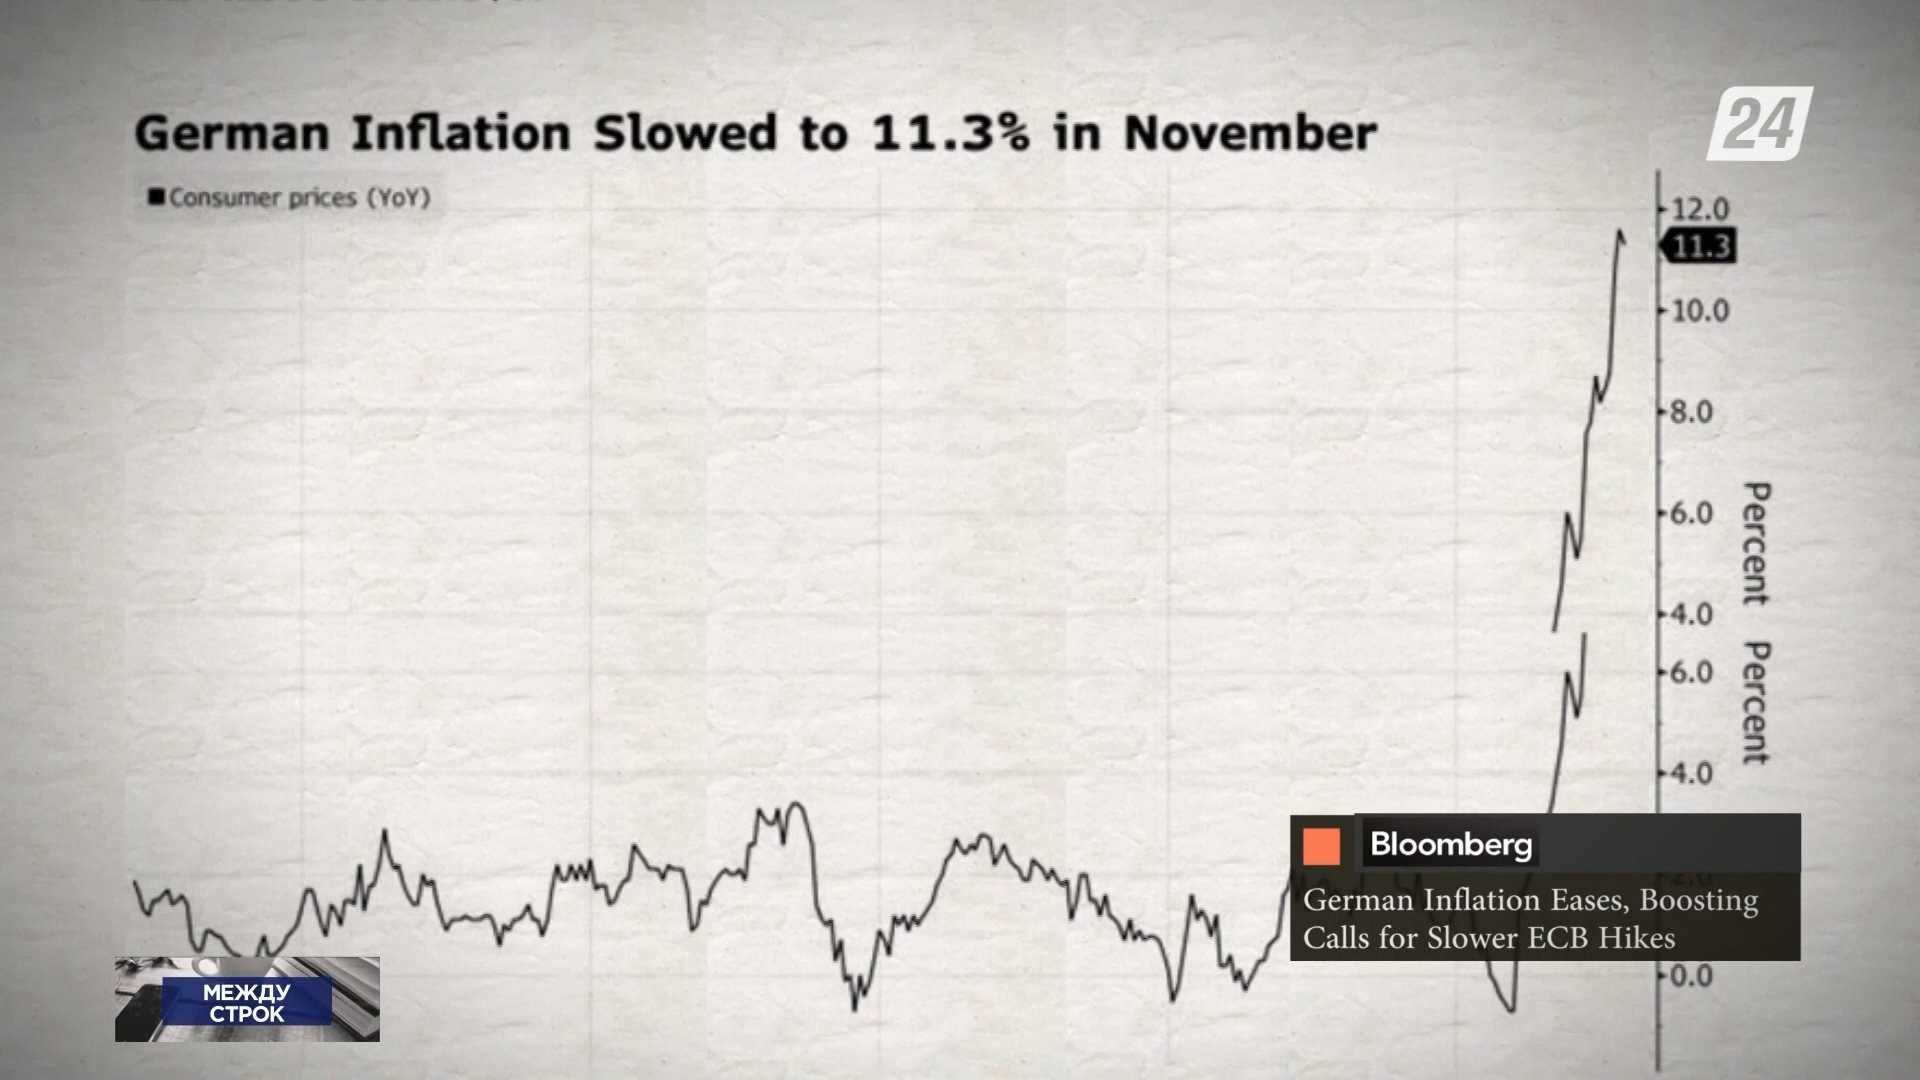 German Inflation Slowed to 11.3% in November
24
Consumer prices (YoY)
12.0
11.3
10.0
8.0
6.0
4.0
Percent
6.0
4.0
Percent
2.0
0.0
Bloomberg
German Inflation Eases, Boosting
Calls for Slower ECB Hikes
МЕЖДУ
СТРОК